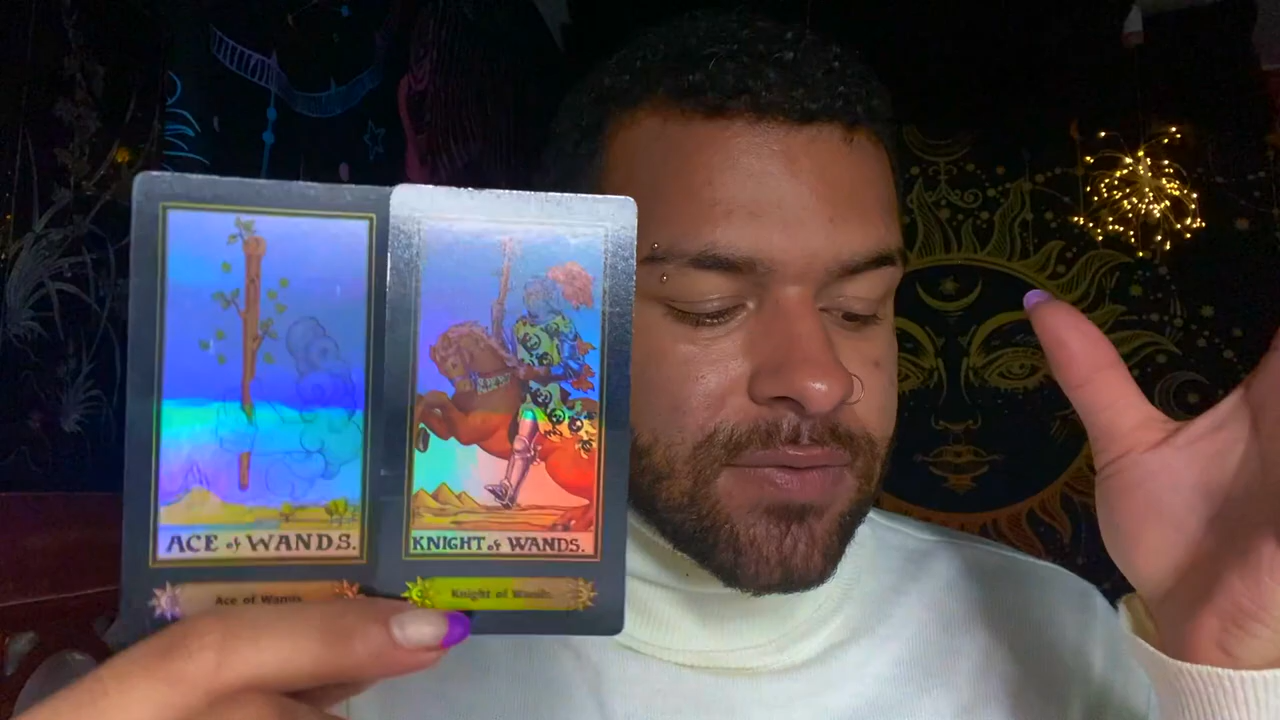 ACE of WANDS.
KNIGHT of WANDS.
Ace of Wands
Knight of Wands.